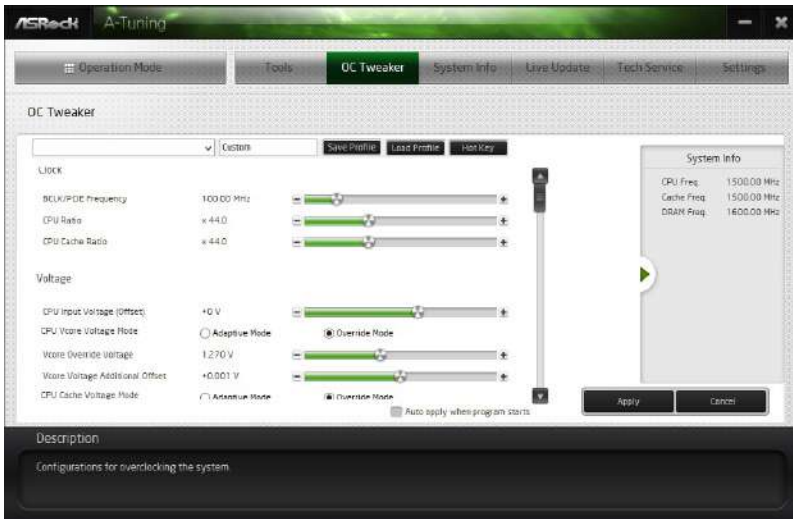 ASRock A-Tuning
Operation Mode Tools OC Tweaker System Info Live Update Tech Service Settings
OC Tweaker
Custom Save Profile Load Profile Hot Key
Clock
BCLK/PCIE Frequency 100.00 MHz
CPU Ratio x 44.0
CPU Cache Ratio x 44.0
Voltage
CPU Input Voltage (Offset) +0 V
CPU Vcore Voltage Mode Adaptive Mode Override Mode
Vcore Override Voltage 1.270 V
Vcore Voltage Additional Offset +0.001 V
CPU Cache Voltage Mode Adaptive Mode Override Mode
Auto apply when program starts
System Info
CPU Freq. 1500.00 MHz
Cache Freq. 1500.00 MHz
DRAM Freq. 1600.00 MHz
Apply Cancel
Description
Configurations for overclocking the system.